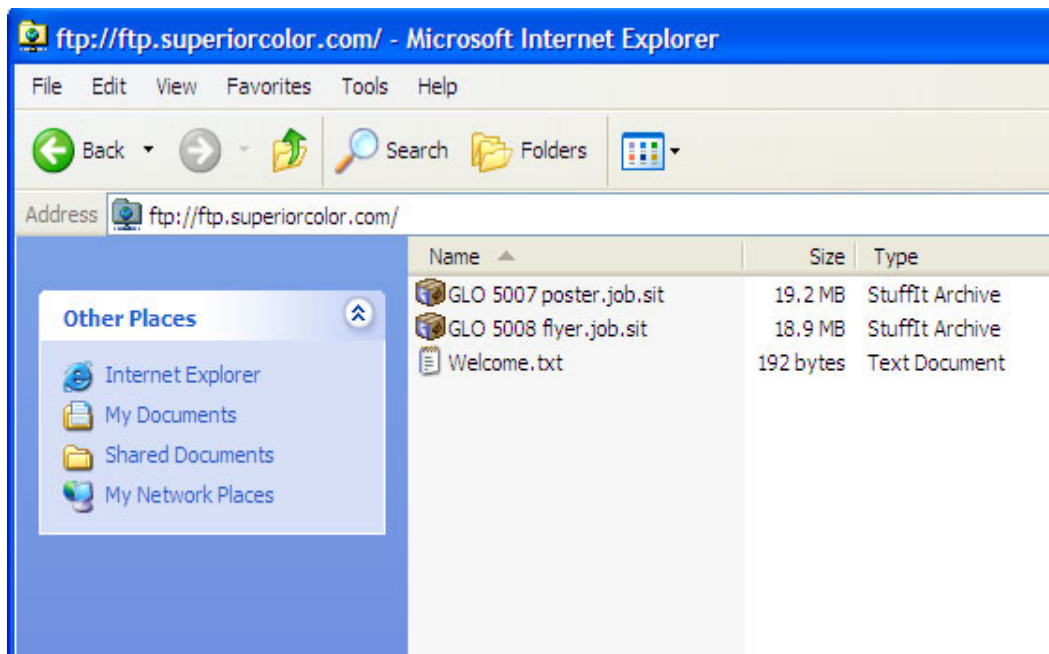 ftp://ftp.superiorcolor.com/ - Microsoft Internet Explorer
File Edit View Favorites Tools Help
Back Search Folders
Address ftp://ftp.superiorcolor.com/
Name Size Type
GLO 5007 poster.job.sit 19.2 MB StuffIt Archive
GLO 5008 flyer.job.sit 18.9 MB StuffIt Archive
Welcome.txt 192 bytes Text Document
Other Places
Internet Explorer
My Documents
Shared Documents
My Network Places